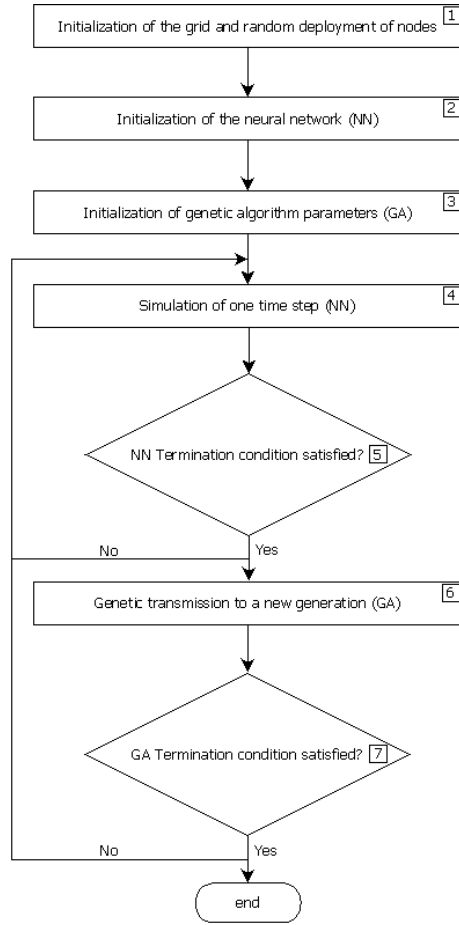 Initialization of the grid and random deployment of nodes 1
Initialization of the neural network (NN) 2
Initialization of genetic algorithm parameters (GA) 3
Simulation of one time step (NN) 4
NN Termination condition satisfied? 5
No
Yes
Genetic transmission to a new generation (GA) 6
GA Termination condition satisfied? 7
No
Yes
end